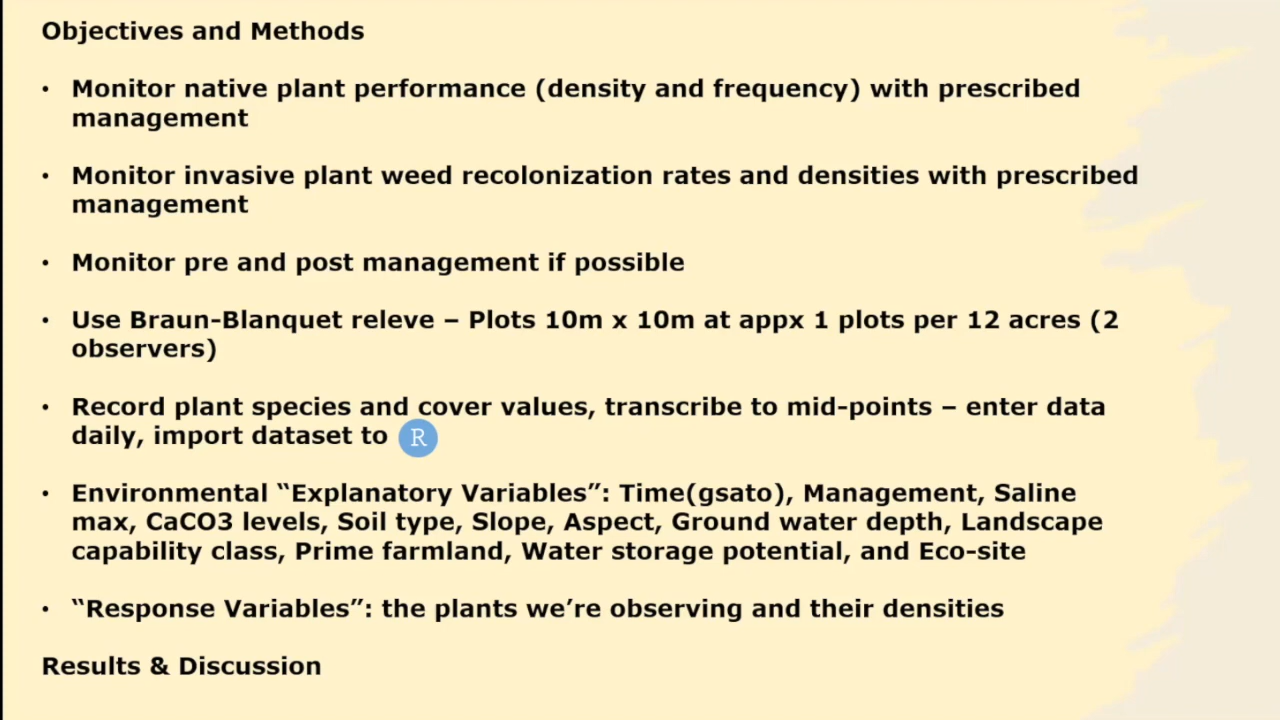 Objectives and Methods
• Monitor native plant performance (density and frequency) with prescribed
management
• Monitor invasive plant weed recolonization rates and densities with prescribed
management
• Monitor pre and post management if possible
• Use Braun-Blanquet releve – Plots 10m x 10m at appx 1 plots per 12 acres (2
observers)
• Record plant species and cover values, transcribe to mid-points – enter data
daily, import dataset to R
• Environmental “Explanatory Variables”: Time(gsato), Management, Saline
max, CaCO3 levels, Soil type, Slope, Aspect, Ground water depth, Landscape
capability class, Prime farmland, Water storage potential, and Eco-site
• “Response Variables”: the plants we’re observing and their densities
Results & Discussion